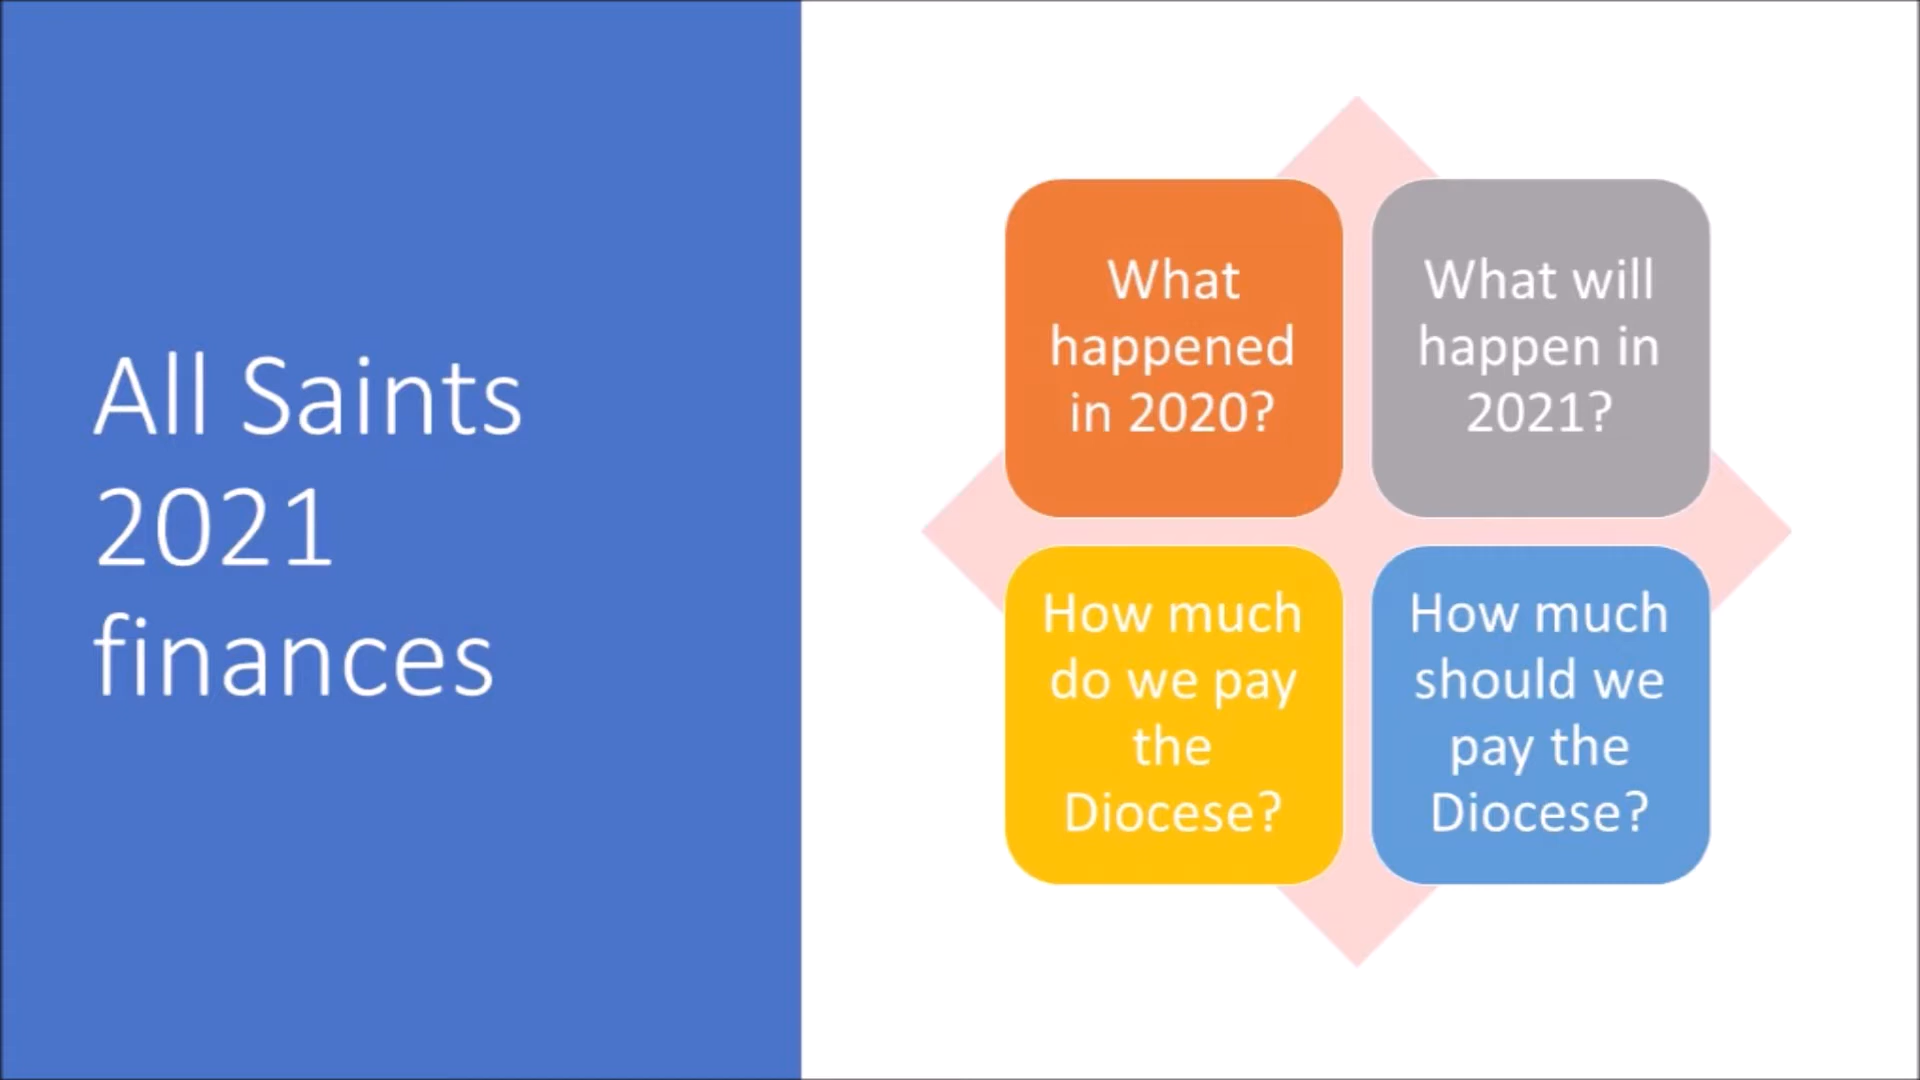 All Saints
2021
finances
What
happened
in 2020?
What will
happen in
2021?
How much
do we pay
the
Diocese?
How much
should we
pay the
Diocese?